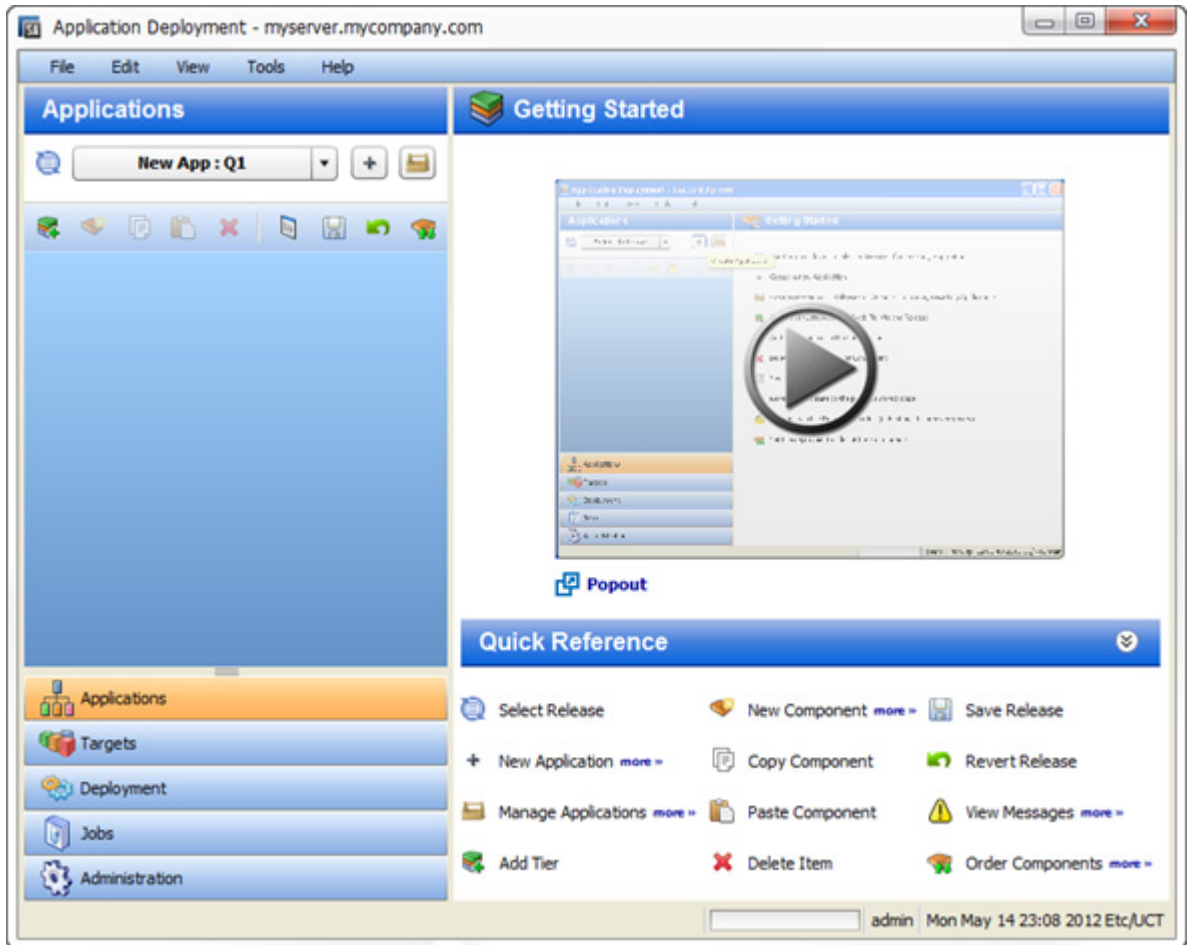 Application Deployment - myserver.mycompany.com
File Edit View Tools Help
Applications
New App : Q1
Getting Started
Applications
Getting Started
Popout
Quick Reference
Select Release
New Component more »
Save Release
New Application more »
Copy Component
Revert Release
Manage Applications more »
Paste Component
View Messages more »
Add Tier
Delete Item
Order Components more »
Applications
Targets
Deployment
Jobs
Administration
admin Mon May 14 23:08 2012 Etc/UCT